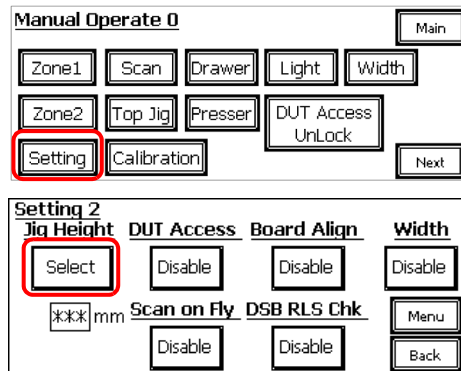 Manual Operate 0
Main
Zone1 Scan Drawer Light Width
Zone2 Top Jig Presser DUT Access
UnLock
Setting Calibration Next
Setting 2
Jig Height DUT Access Board Align Width
Select Disable Disable Disable
*** mm Scan on Fly DSB RLS Chk Menu
Disable Disable Back